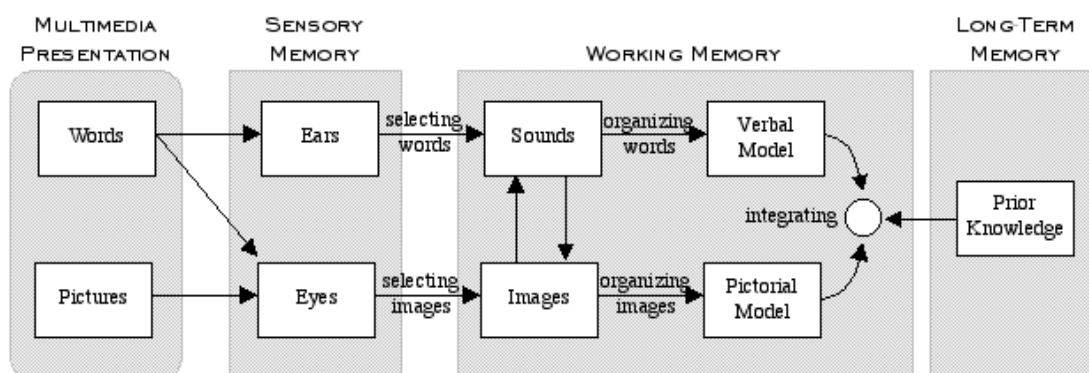 MULTIMEDIA
PRESENTATION
SENSORY
MEMORY
WORKING MEMORY
LONG-TERM
MEMORY
Words
Ears
selecting
words
Sounds
organizing
words
Verbal
Model
integrating
Prior
Knowledge
Pictures
Eyes
selecting
images
Images
organizing
images
Pictorial
Model